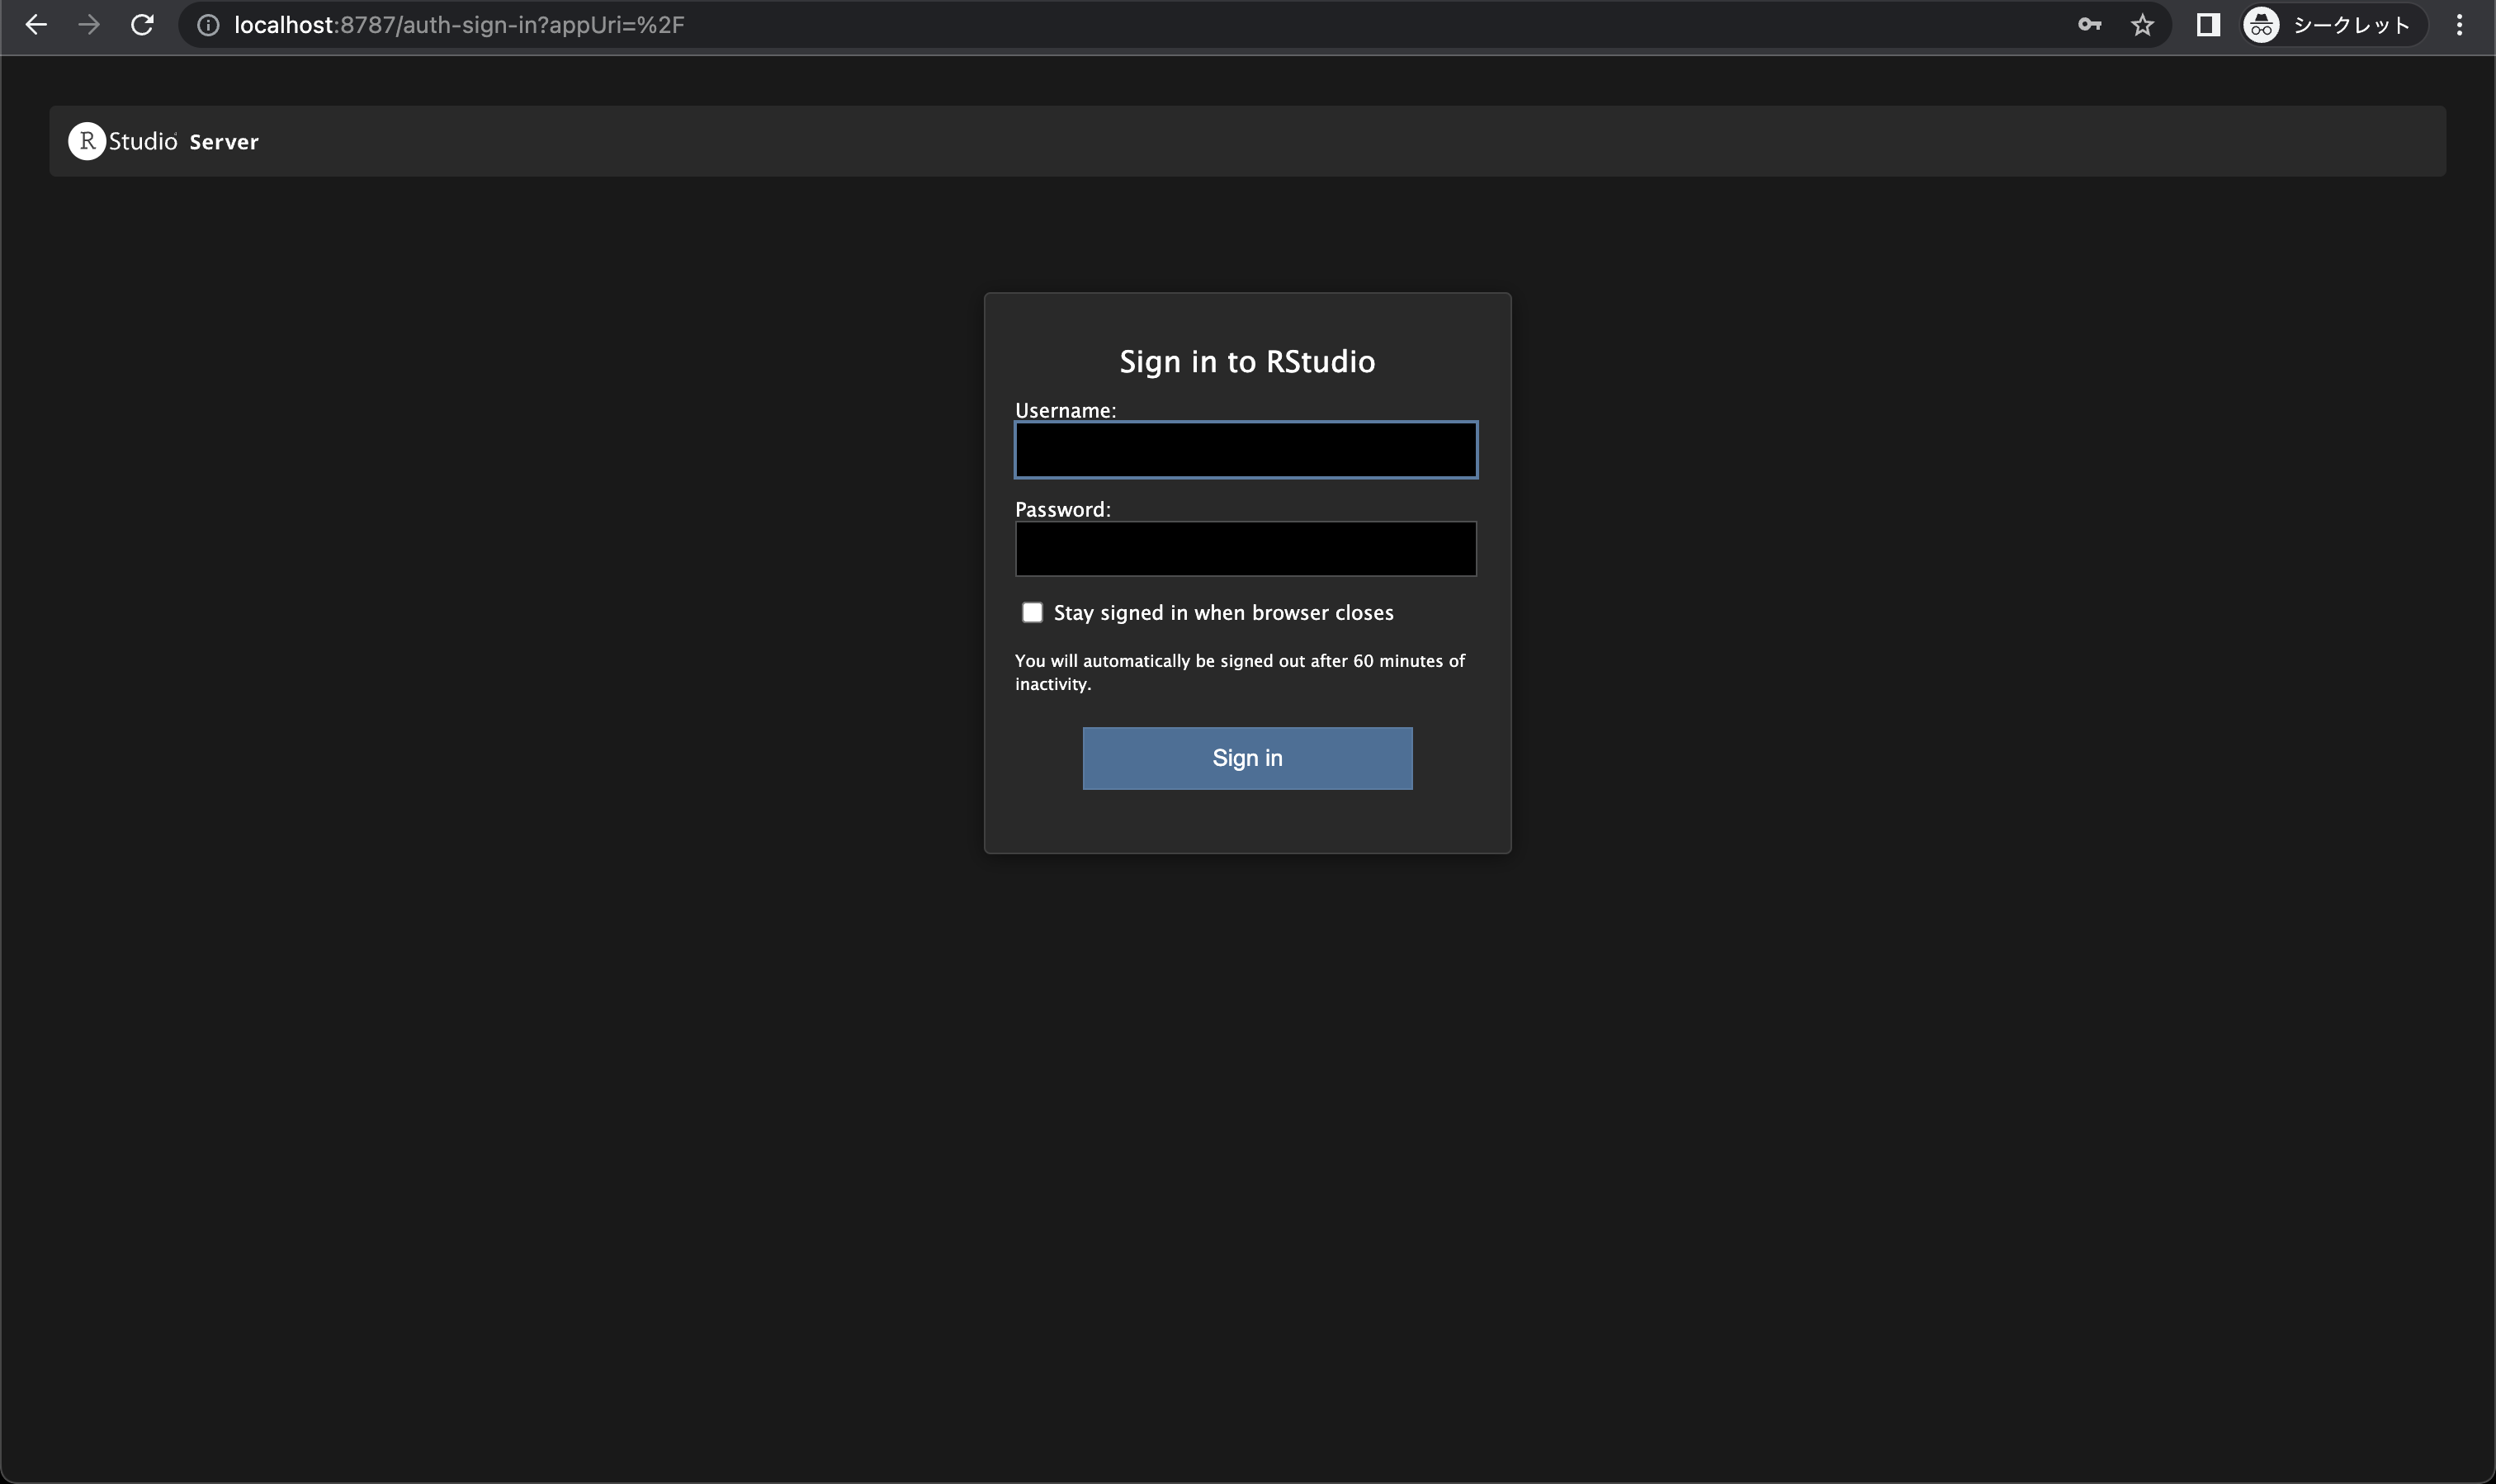 localhost:8787/auth-sign-in?appUri=%2F
シークレット
R Studio Server
Sign in to RStudio
Username:
Password:
Stay signed in when browser closes
You will automatically be signed out after 60 minutes of
inactivity.
Sign in